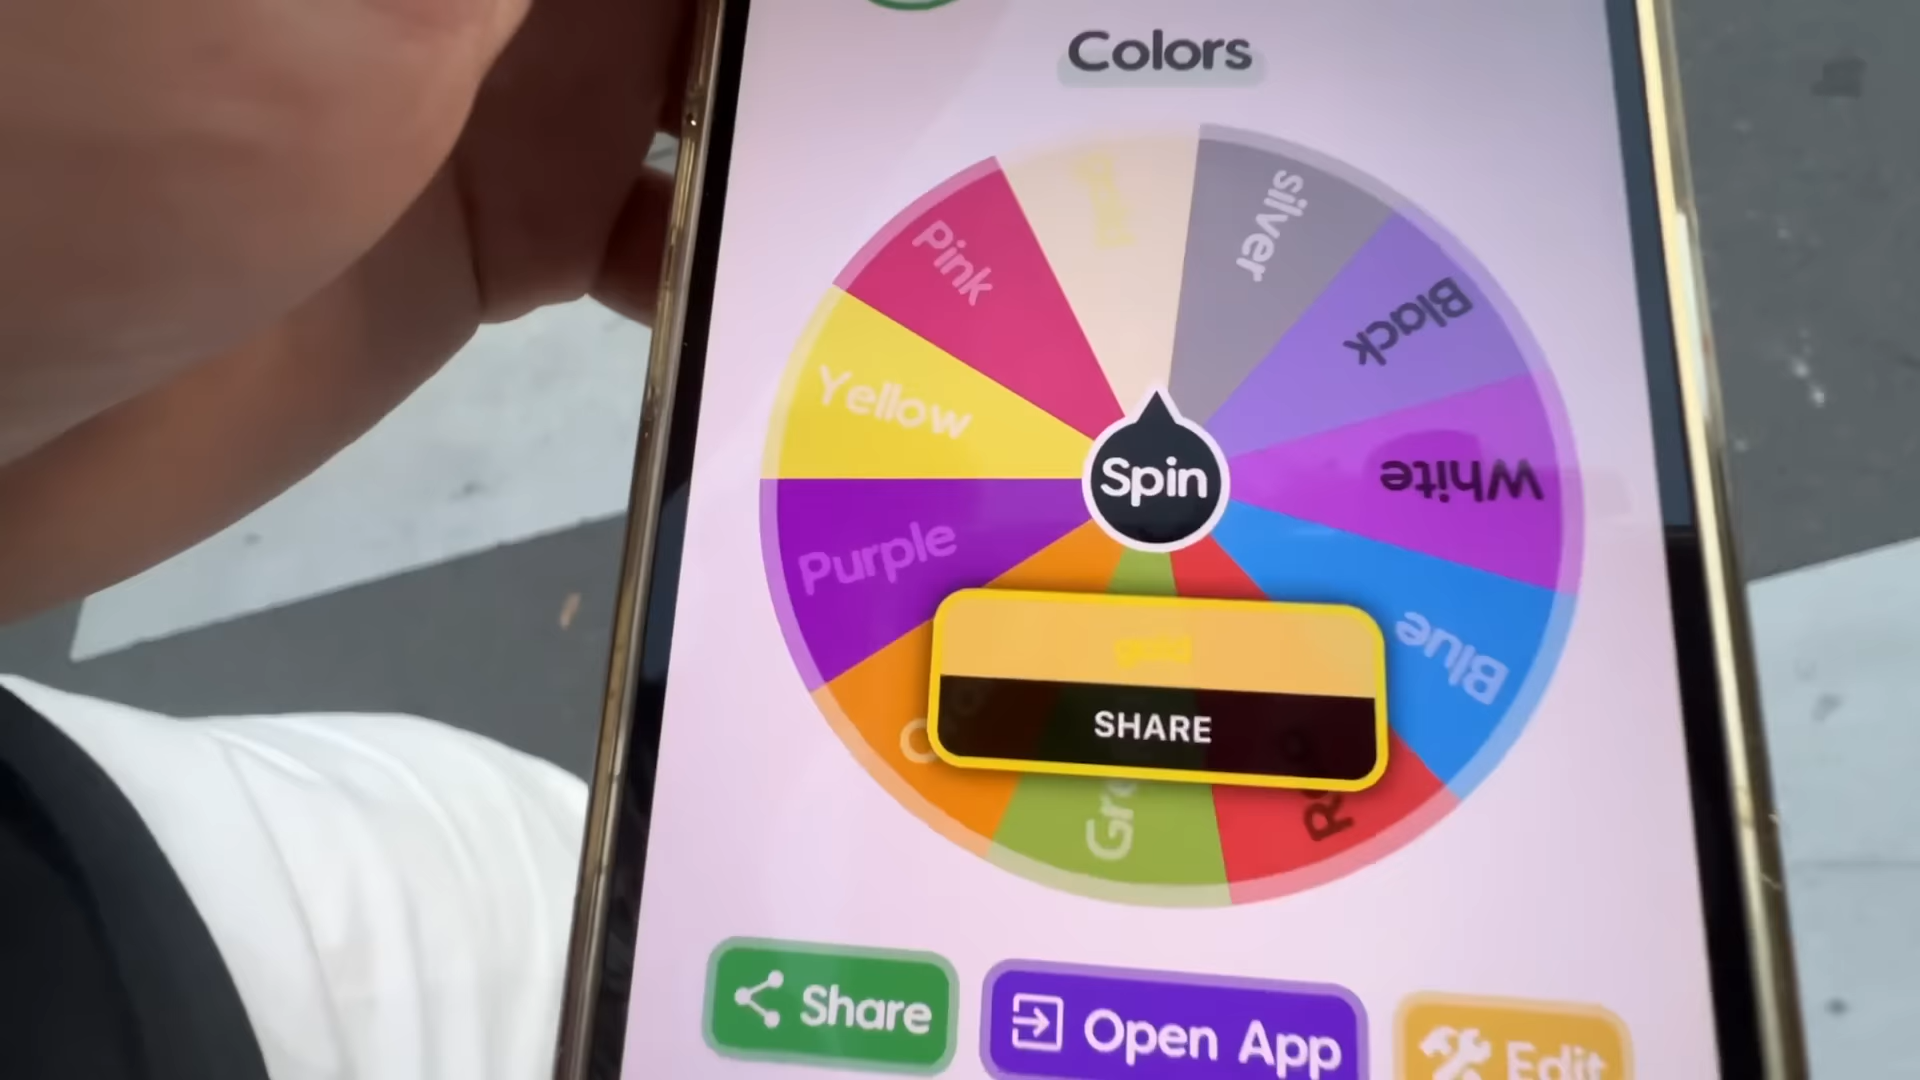 Colors
gold
silver
Pink
Black
Yellow
White
Spin
Purple
Blue
gold
SHARE
Share
Open App
Edit